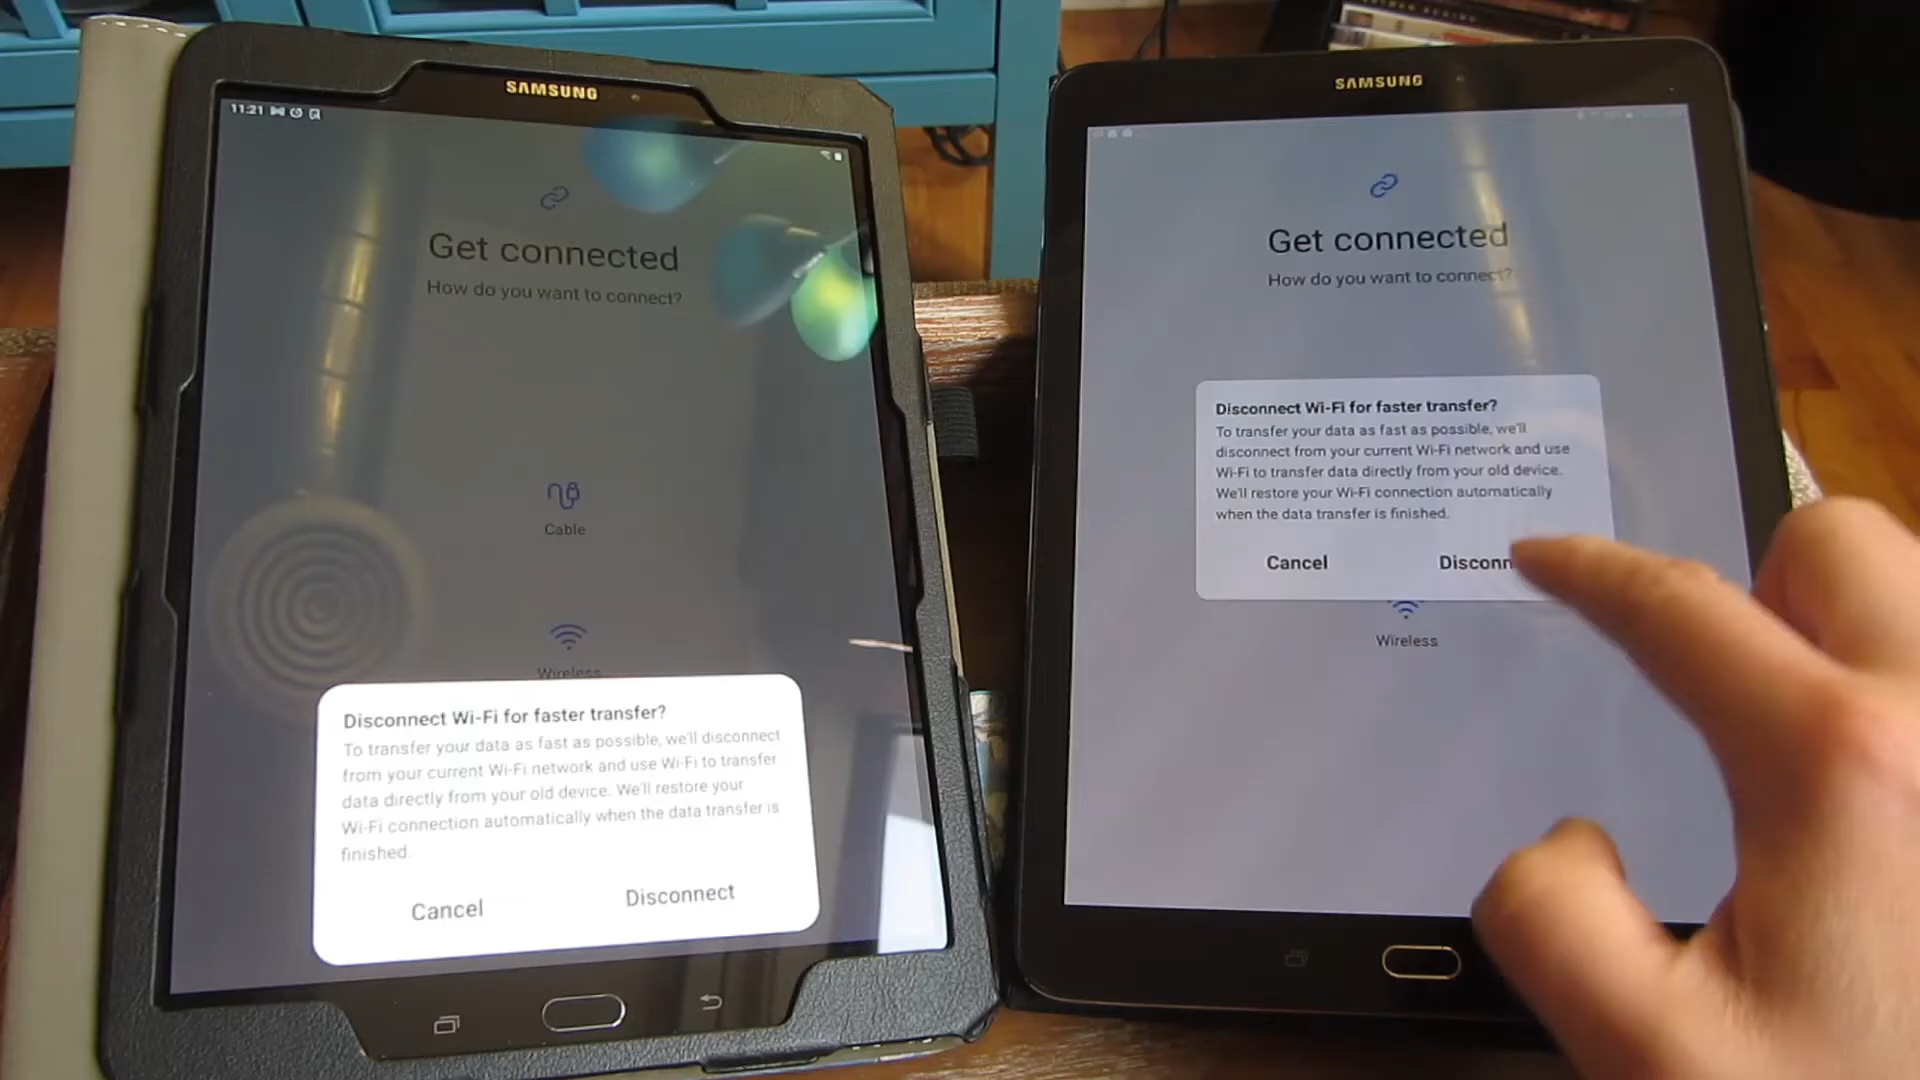 SAMSUNG
11:21
Get connected
How do you want to connect?
Cable
Wireless
Disconnect Wi-Fi for faster transfer?
To transfer your data as fast as possible, we'll disconnect
from your current Wi-Fi network and use Wi-Fi to transfer
data directly from your old device. We'll restore your
Wi-Fi connection automatically when the data transfer is
finished.
Cancel Disconnect
SAMSUNG
Get connected
How do you want to connect?
Disconnect Wi-Fi for faster transfer?
To transfer your data as fast as possible, we'll
disconnect from your current Wi-Fi network and use
Wi-Fi to transfer data directly from your old device.
We'll restore your Wi-Fi connection automatically
when the data transfer is finished.
Cancel Disconn
Wireless